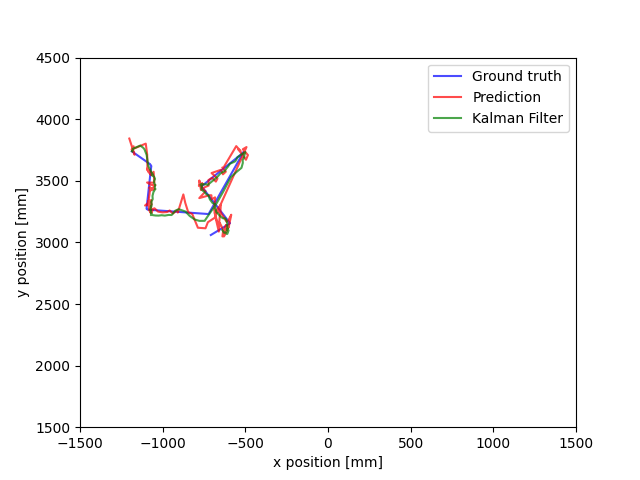 4500
4000
3500
3000
2500
2000
1500
y position [mm]
Ground truth
Prediction
Kalman Filter
−1500
−1000
−500
0
500
1000
1500
x position [mm]